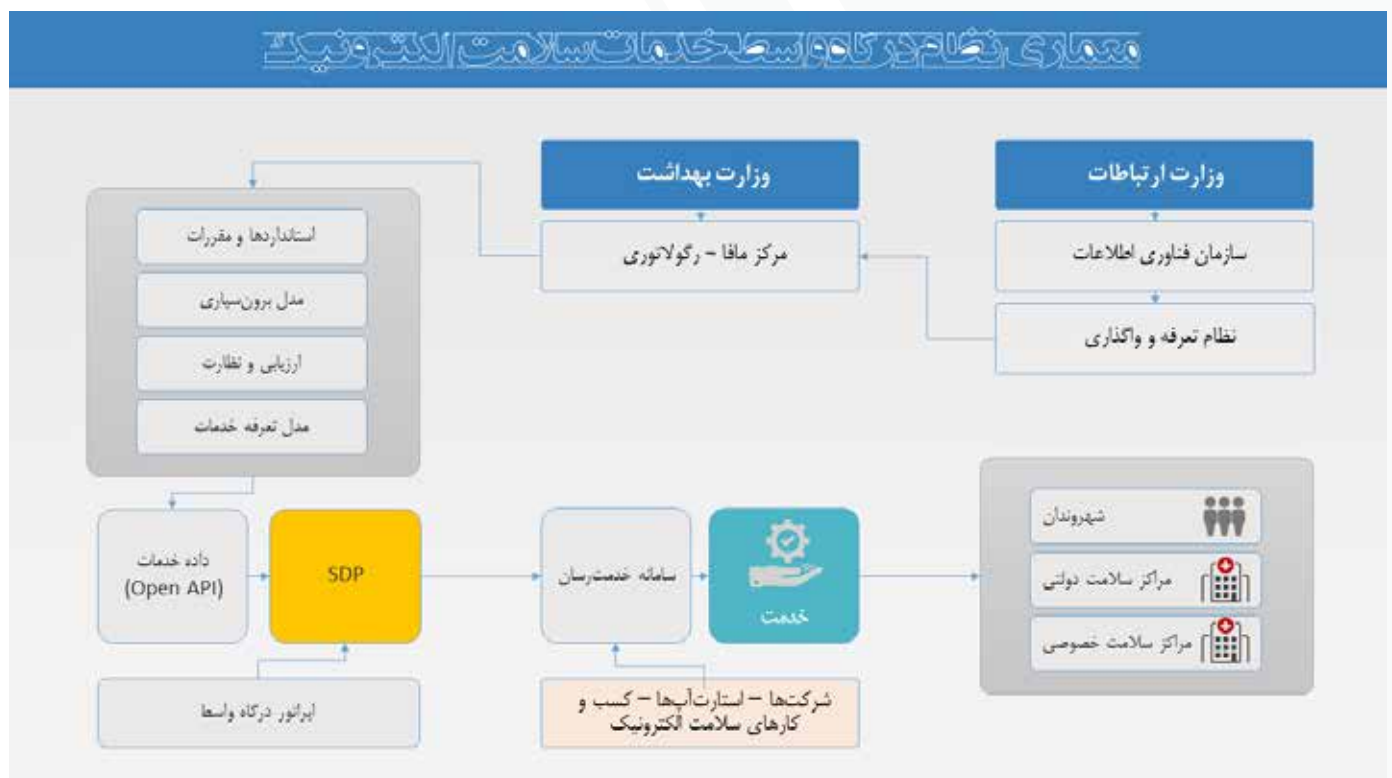 معماری نظام درگاه واسط خدمات سلامت الکترونیک
وزارت ارتباطات
وزارت بهداشت
سازمان فناوری اطلاعات
مرکز مافا – رگولاتوری
نظام تعرفه و واگذاری
استانداردها و مقررات
مدل برون‌سپاری
ارزیابی و نظارت
مدل تعرفه خدمات
شهروندان
مراکز سلامت دولتی
مراکز سلامت خصوصی
خدمت
سامانه خدمت‌رسان
SDP
داده خدمات
(Open API)
شرکت‌ها – استارت‌آپ‌ها – کسب و
کارهای سلامت الکترونیک
اپراتور درگاه واسط